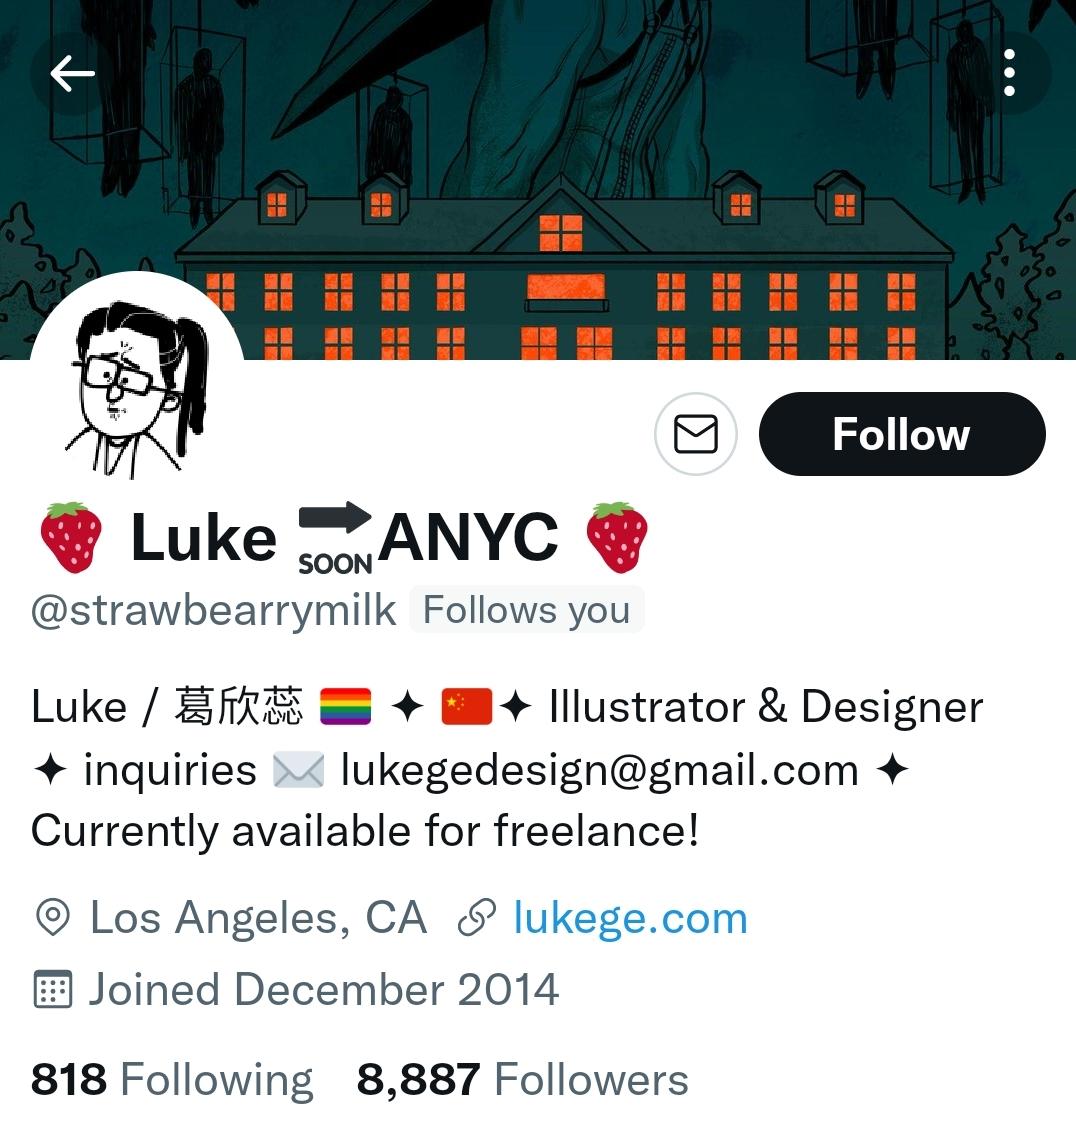 🍓 Luke 🔜ANYC 🍓
@strawbearrymilk Follows you
Follow
Luke / 葛欣蕊 🏳️‍🌈 ✦ 🇨🇳✦ Illustrator & Designer
✦ inquiries ✉️ lukegedesign@gmail.com ✦
Currently available for freelance!
Los Angeles, CA lukege.com
Joined December 2014
818 Following 8,887 Followers